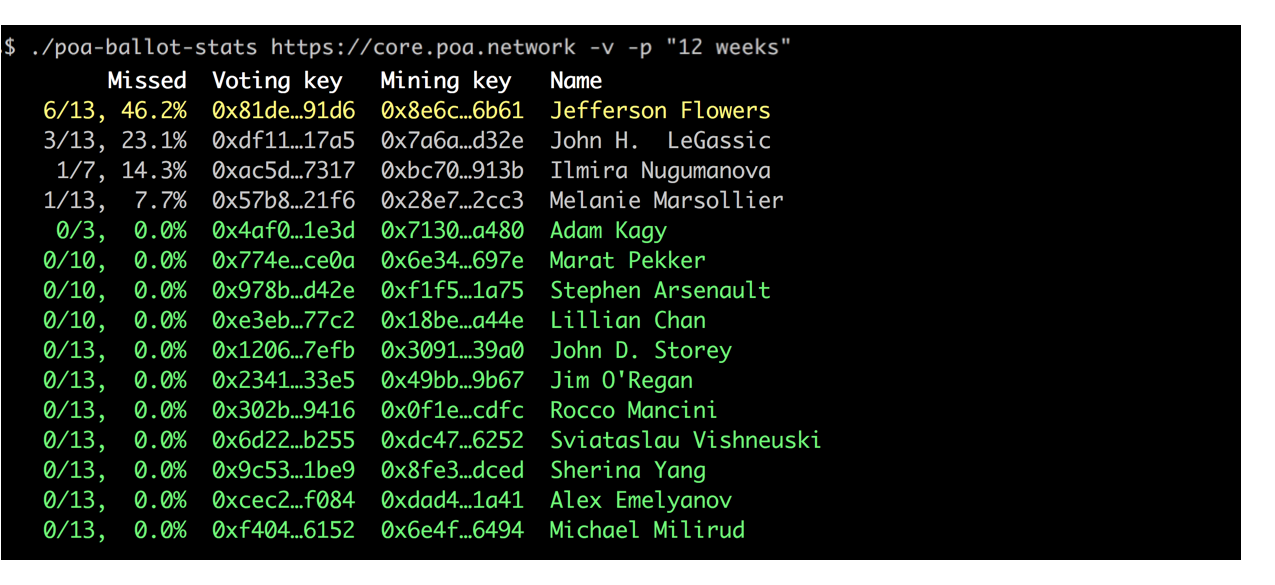 $ ./poa-ballot-stats https://core.poa.network -v -p "12 weeks"
Missed Voting key Mining key Name
6/13, 46.2% 0x81de…91d6 0x8e6c…6b61 Jefferson Flowers
3/13, 23.1% 0xdf11…17a5 0x7a6a…d32e John H.  LeGassic
1/7, 14.3% 0xac5d…7317 0xbc70…913b Ilmira Nugumanova
1/13, 7.7% 0x57b8…21f6 0x28e7…2cc3 Melanie Marsollier
0/3, 0.0% 0x4af0…1e3d 0x7130…a480 Adam Kagy
0/10, 0.0% 0x774e…ce0a 0x6e34…697e Marat Pekker
0/10, 0.0% 0x978b…d42e 0xf1f5…1a75 Stephen Arsenault
0/10, 0.0% 0xe3eb…77c2 0x18be…a44e Lillian Chan
0/13, 0.0% 0x1206…7efb 0x3091…39a0 John D. Storey
0/13, 0.0% 0x2341…33e5 0x49bb…9b67 Jim O'Regan
0/13, 0.0% 0x302b…9416 0x0f1e…cdfc Rocco Mancini
0/13, 0.0% 0x6d22…b255 0xdc47…6252 Sviataslau Vishneuski
0/13, 0.0% 0x9c53…1be9 0x8fe3…dced Sherina Yang
0/13, 0.0% 0xcec2…f084 0xdad4…1a41 Alex Emelyanov
0/13, 0.0% 0xf404…6152 0x6e4f…6494 Michael Milirud